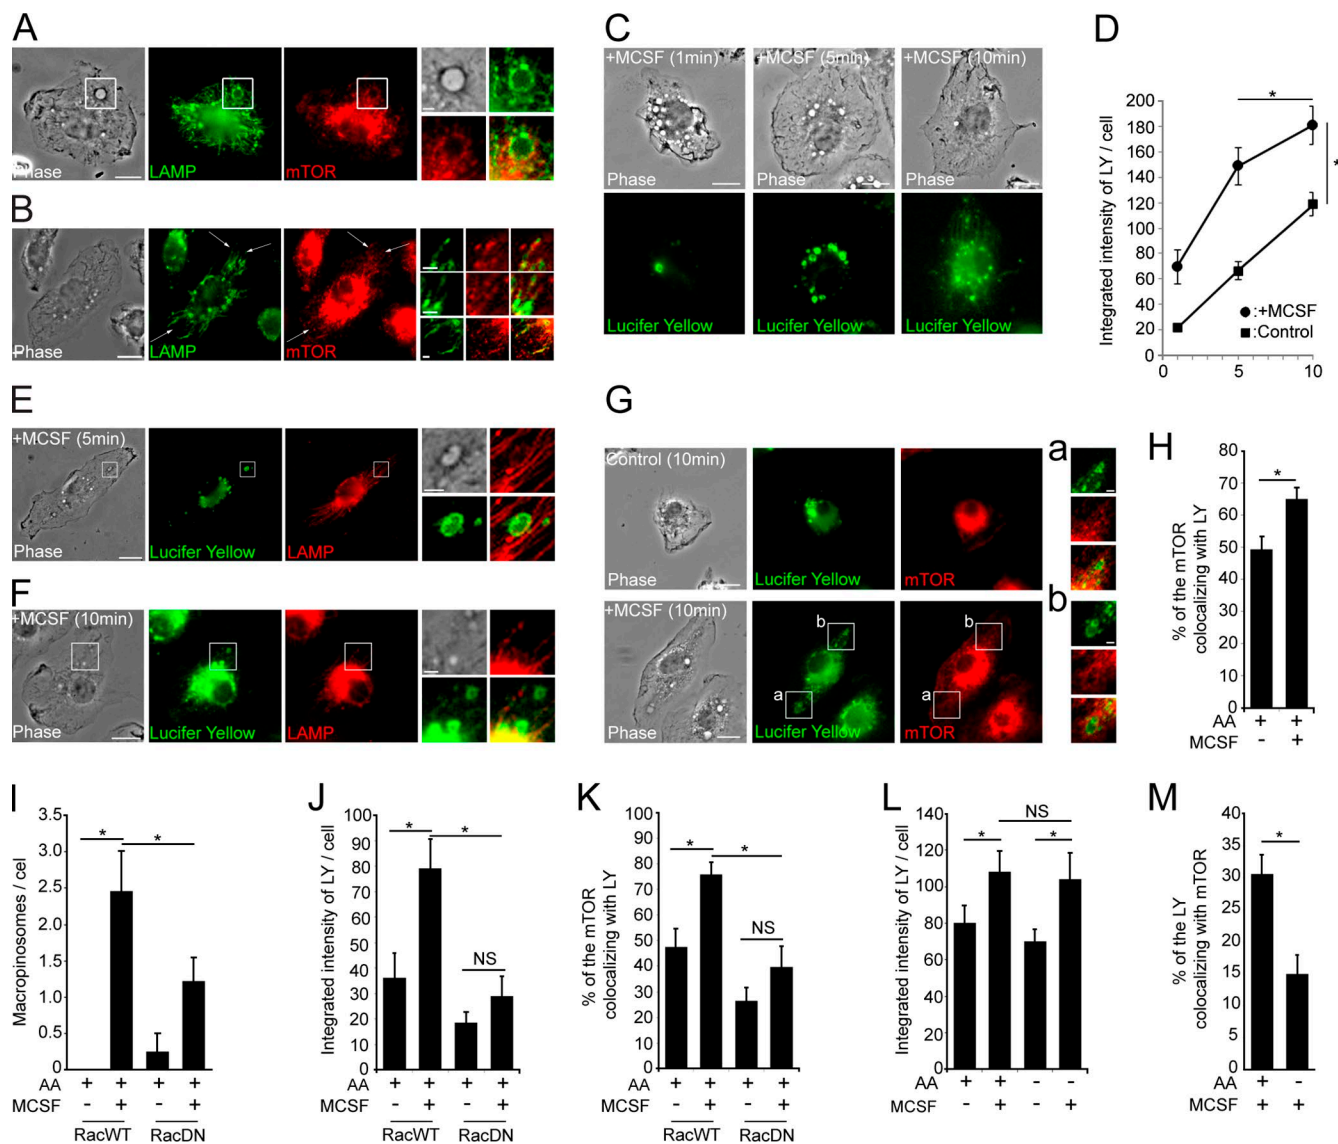 A
Phase
LAMP
mTOR
B
Phase
LAMP
mTOR
C
+MCSF (1min)
+MCSF (5min)
+MCSF (10min)
Phase
Phase
Phase
Lucifer Yellow
Lucifer Yellow
Lucifer Yellow
D
Integrated intensity of LY / cell
200
180
160
140
120
100
80
60
40
20
0
0
5
10
*
*
:+MCSF
:Control
E
+MCSF (5min)
Phase
Lucifer Yellow
LAMP
F
+MCSF (10min)
Phase
Lucifer Yellow
LAMP
G
Control (10min)
Phase
Lucifer Yellow
mTOR
a
+MCSF (10min)
Phase
b
a
Lucifer Yellow
b
a
mTOR
b
H
% of the mTOR
colocalizing with LY
80
70
60
50
40
30
20
10
0
*
AA + +
MCSF - +
I
Macropinosomes / cell
3.5
3.0
2.5
2.0
1.5
1.0
0.5
0
* *
AA + + + +
MCSF - + - +
RacWT RacDN
J
Integrated intensity of LY / cell
100
90
80
70
60
50
40
30
20
10
0
* *
NS
AA + + + +
MCSF - + - +
RacWT RacDN
K
% of the mTOR
colocalizing with LY
100
90
80
70
60
50
40
30
20
10
0
* *
NS
AA + + + +
MCSF - + - +
RacWT RacDN
L
Integrated intensity of LY / cell
140
120
100
80
60
40
20
0
NS
* *
AA + + - -
MCSF - + - +
M
% of the LY
colocalizing with mTOR
40
35
30
25
20
15
10
5
0
*
AA + -
MCSF + +